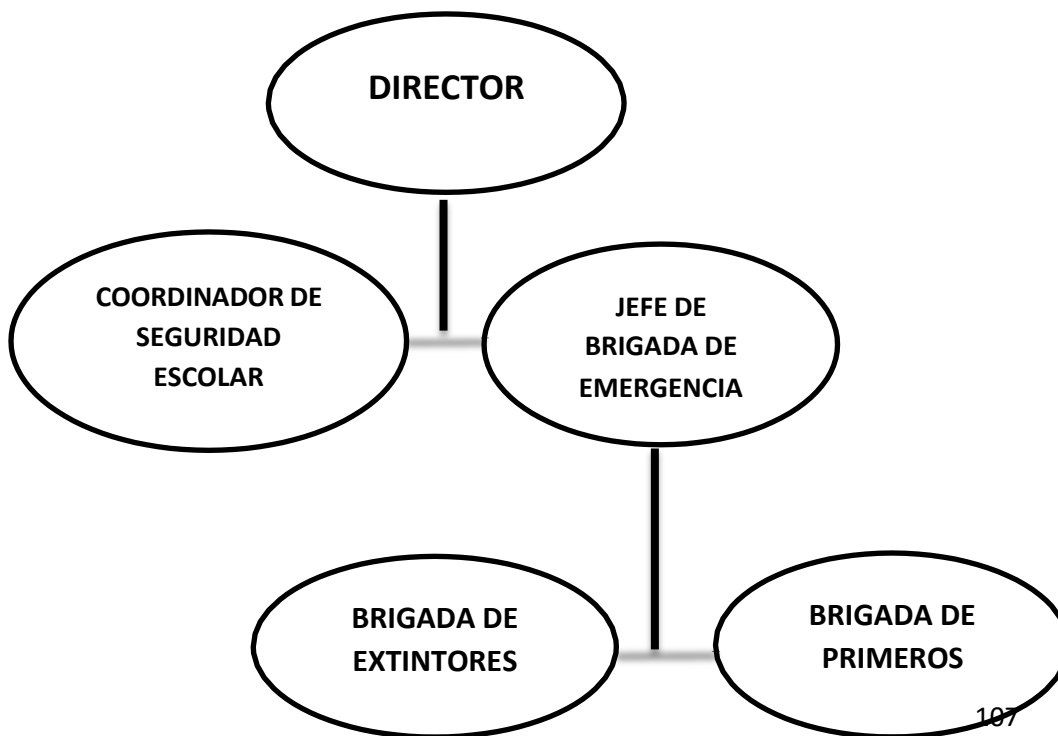 DIRECTOR
COORDINADOR DE
SEGURIDAD
ESCOLAR
JEFE DE
BRIGADA DE
EMERGENCIA
BRIGADA DE
EXTINTORES
BRIGADA DE
PRIMEROS
107